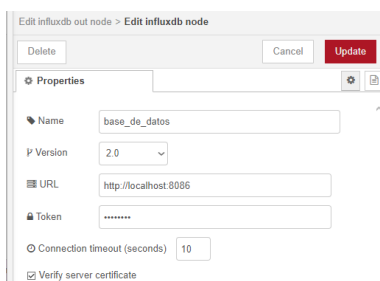 Edit influxdb out node > Edit influxdb node
Delete
Cancel
Update
Properties
Name
base_de_datos
Version
2.0
URL
http://localhost:8086
Token
••••••••
Connection timeout (seconds)
10
Verify server certificate